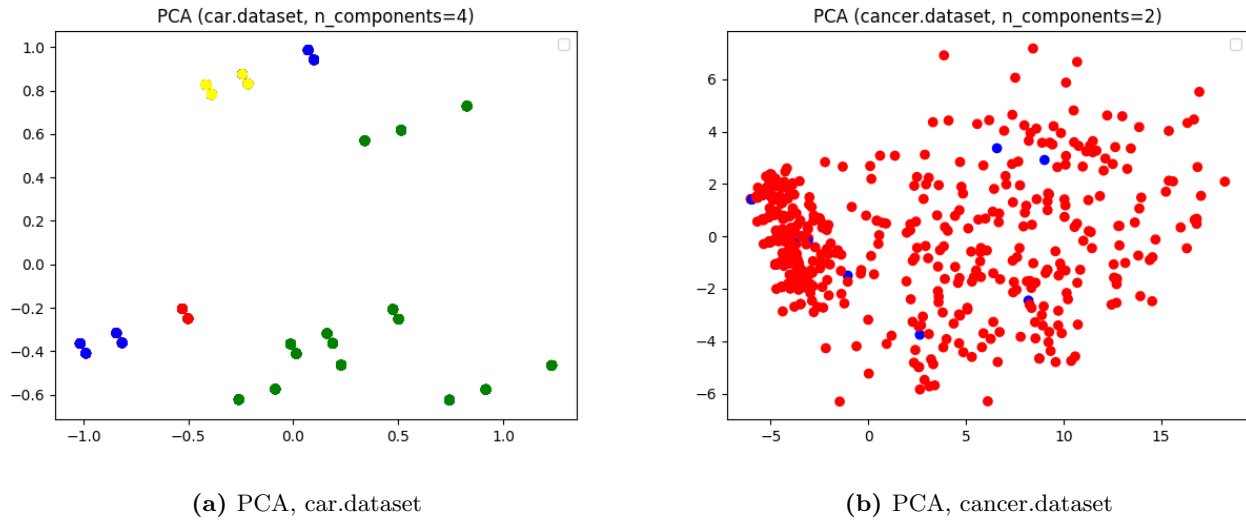 PCA (car.dataset, n_components=4)
1.0
0.8
0.6
0.4
0.2
0.0
−0.2
−0.4
−0.6
−1.0 −0.5 0.0 0.5 1.0
(a) PCA, car.dataset
PCA (cancer.dataset, n_components=2)
6
4
2
0
−2
−4
−6
−5 0 5 10 15
(b) PCA, cancer.dataset